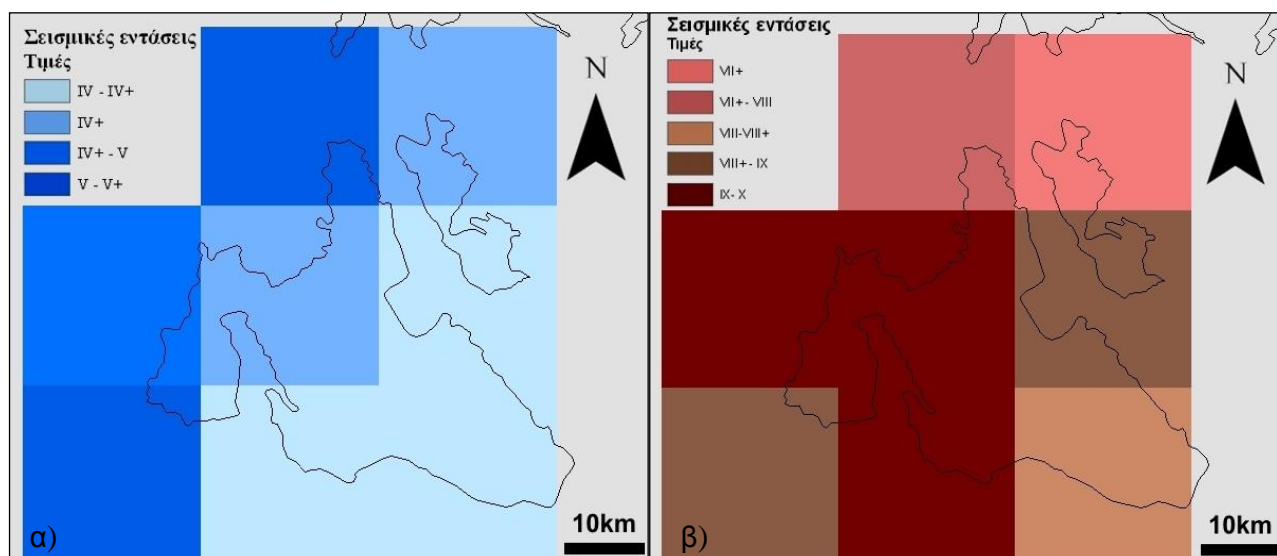 Σεισμικές εντάσεις
Τιμές
IV - IV+
IV+
IV+ - V
V - V+
N
10km
α)
Σεισμικές εντάσεις
Τιμές
VII+
VII+- VIII
VIII-VIII+
VIII+- IX
IX- X
N
10km
β)